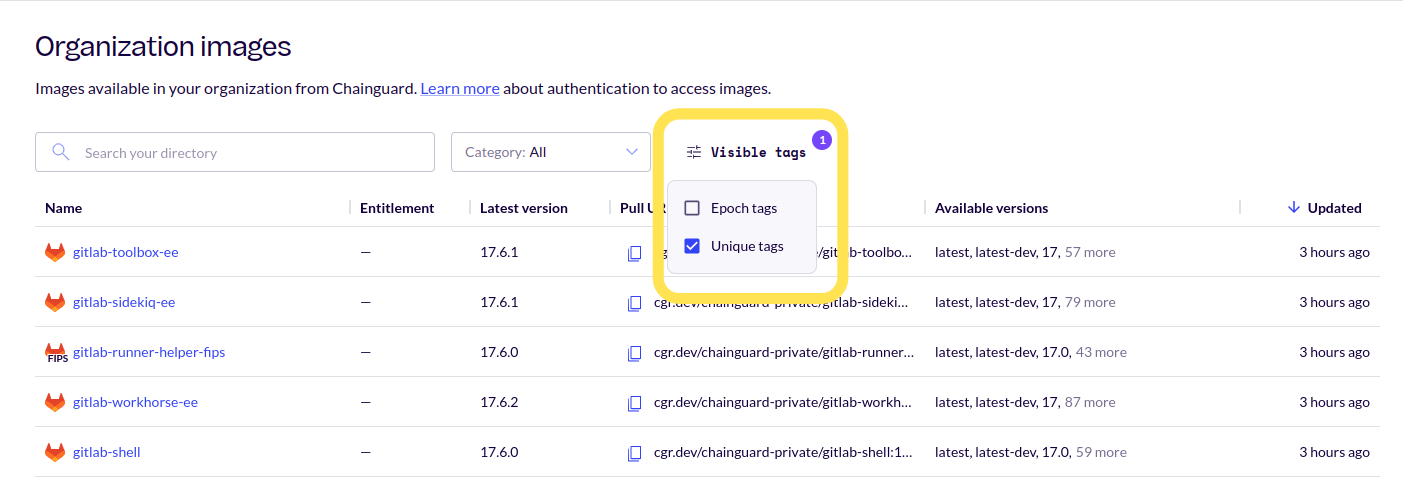 Organization images
Images available in your organization from Chainguard. Learn more about authentication to access images.
Search your directory
Category: All
Visible tags
1
Epoch tags
Unique tags
Name Entitlement Latest version Pull UR Available versions Updated
gitlab-toolbox-ee — 17.6.1 /gitlab-toolbo... latest, latest-dev, 17, 57 more 3 hours ago
gitlab-sidekiq-ee — 17.6.1 cgr.dev/chainguard-private/gitlab-sideki... latest, latest-dev, 17, 79 more 3 hours ago
FIPS gitlab-runner-helper-fips — 17.6.0 cgr.dev/chainguard-private/gitlab-runner... latest, latest-dev, 17.0, 43 more 3 hours ago
gitlab-workhorse-ee — 17.6.2 cgr.dev/chainguard-private/gitlab-workh... latest, latest-dev, 17, 87 more 3 hours ago
gitlab-shell — 17.6.0 cgr.dev/chainguard-private/gitlab-shell:1... latest, latest-dev, 17.0, 59 more 3 hours ago